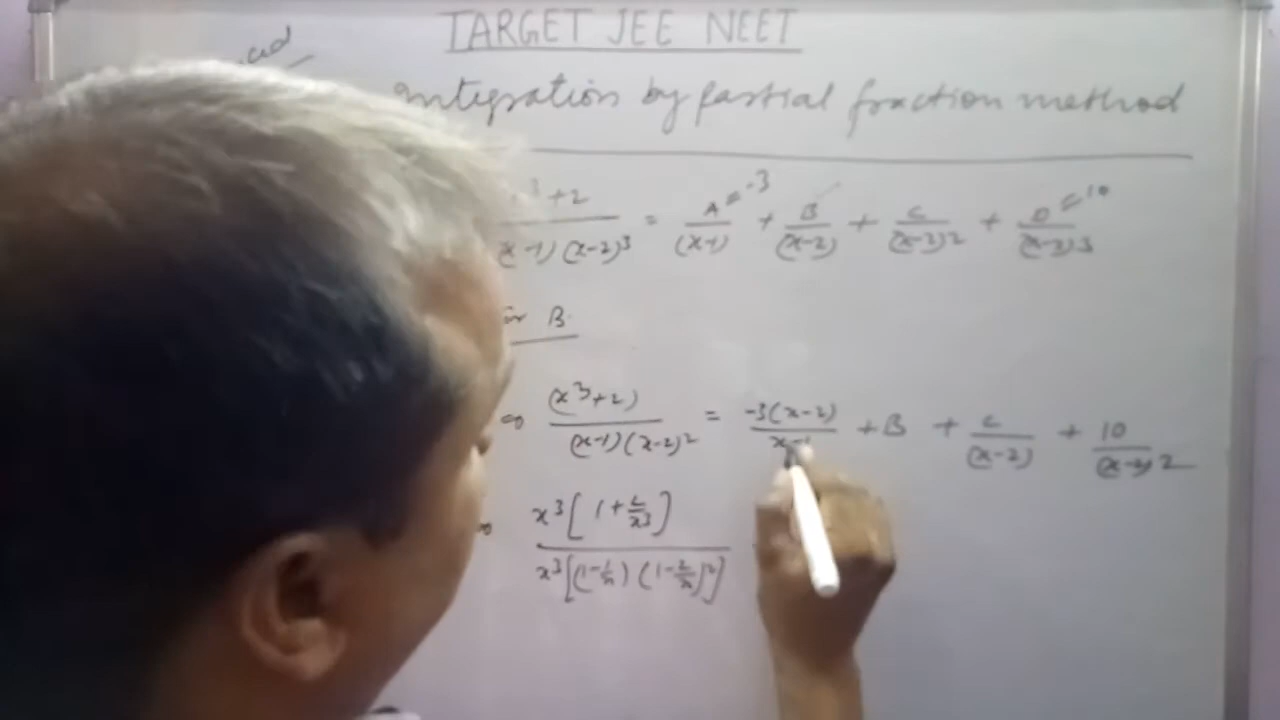 TARGET JEE NEET
Integration by partial fraction method
x³+2 / (x-1)(x-2)³ = A=-3 / (x-1) + B / (x-2) + C / (x-2)² + D=10 / (x-2)3
B
∞ (x³+2) / (x-1)(x-2)² = -3(x-2) / x-1 + B + C / (x-2) + 10 / (x-2)2
∞ x³[1+2/x³] / x³[(1-1/x)(1-2/x)²]